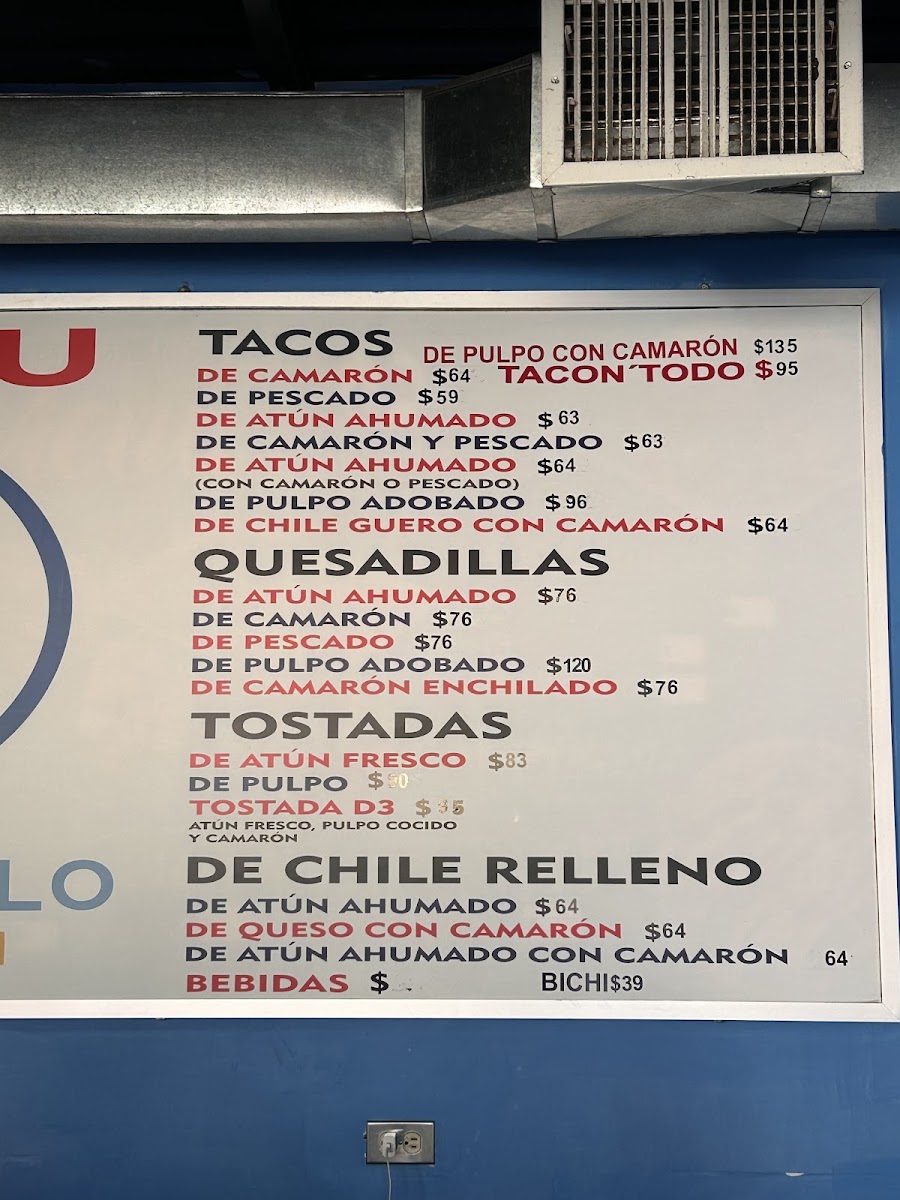 U
LO
TACOS
DE PULPO CON CAMARÓN $135
DE CAMARÓN $64 TACON´TODO $95
DE PESCADO $59
DE ATÚN AHUMADO $63
DE CAMARÓN Y PESCADO $63
DE ATÚN AHUMADO $64
(CON CAMARÓN O PESCADO)
DE PULPO ADOBADO $96
DE CHILE GUERO CON CAMARÓN $64
QUESADILLAS
DE ATÚN AHUMADO $76
DE CAMARÓN $76
DE PESCADO $76
DE PULPO ADOBADO $120
DE CAMARÓN ENCHILADO $76
TOSTADAS
DE ATÚN FRESCO $83
DE PULPO $
TOSTADA D3 $
ATÚN FRESCO, PULPO COCIDO
Y CAMARÓN
DE CHILE RELLENO
DE ATÚN AHUMADO $64
DE QUESO CON CAMARÓN $64
DE ATÚN AHUMADO CON CAMARÓN 64
BEBIDAS $ BICHI$39